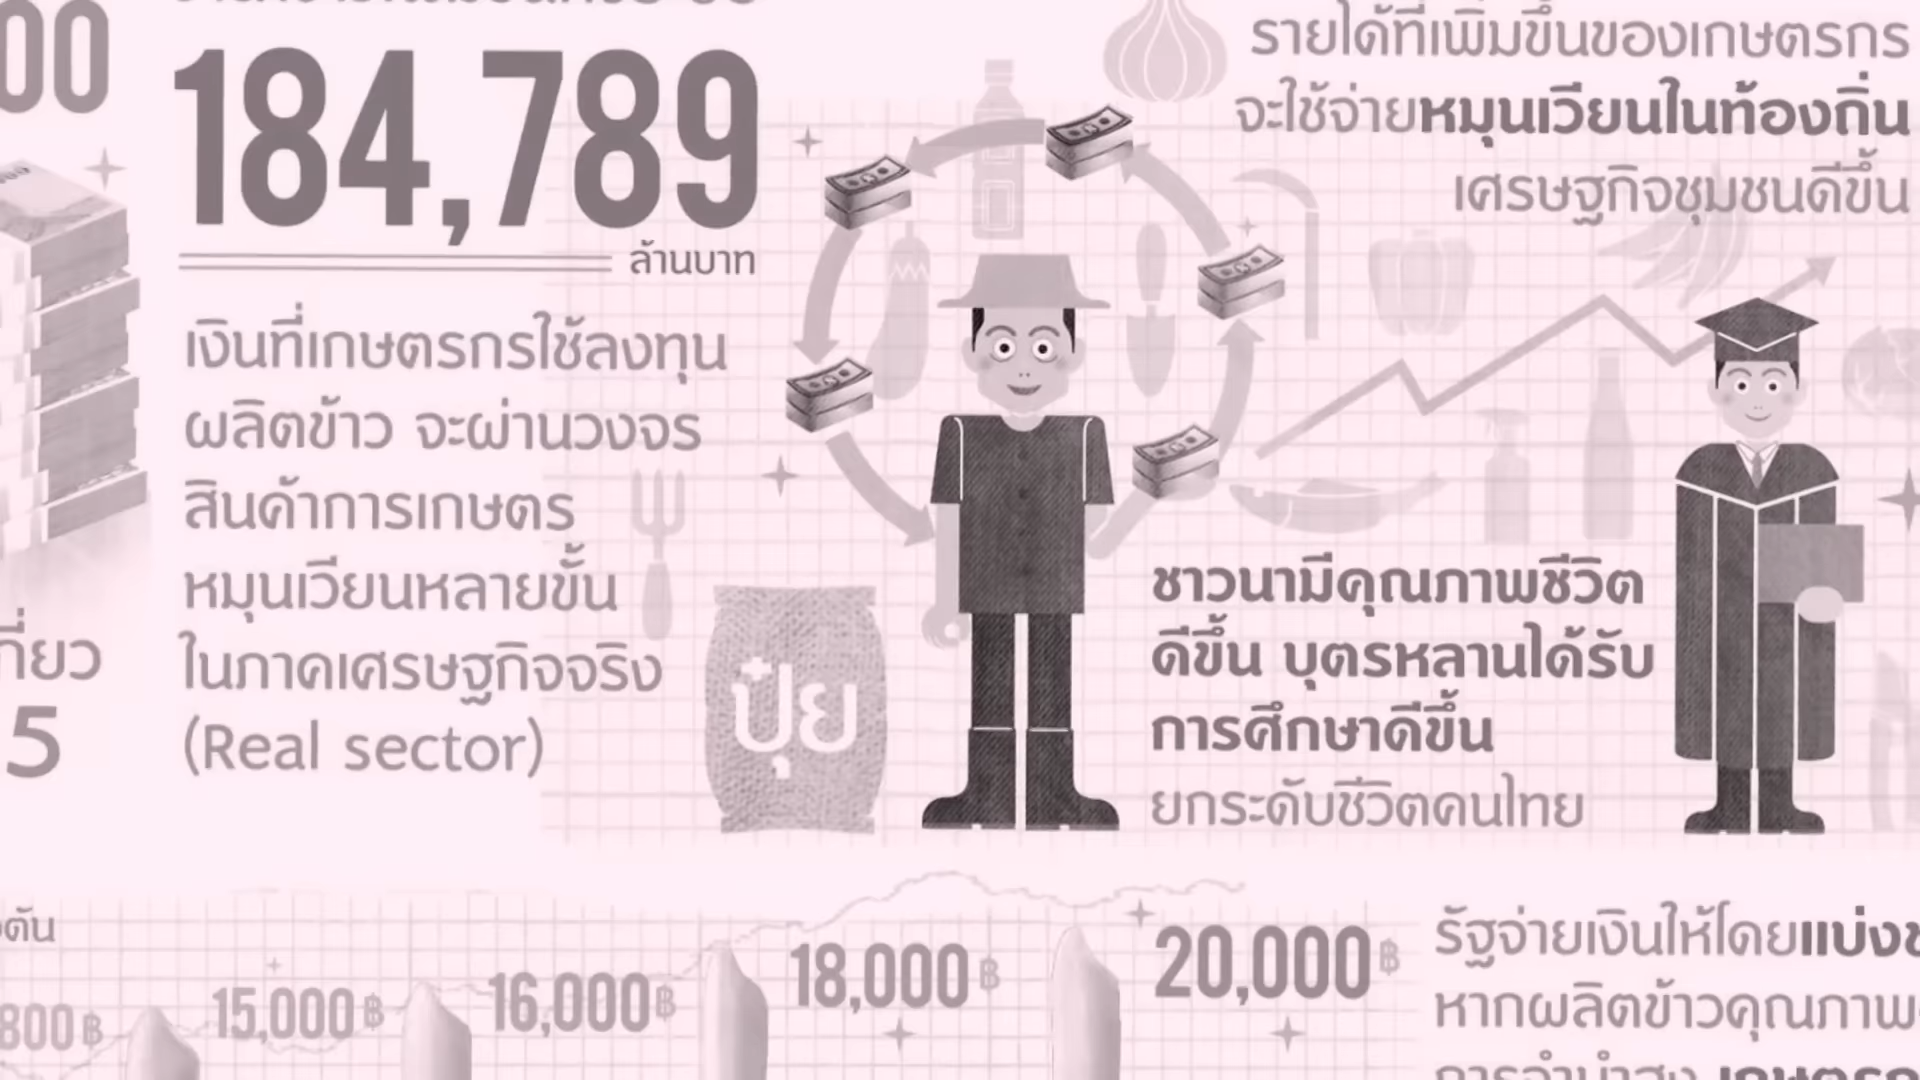 00
184,789
ล้านบาท
เงินที่เกษตรกรใช้ลงทุน
ผลิตข้าว จะผ่านวงจร
สินค้าการเกษตร
หมุนเวียนหลายขั้น
ในภาคเศรษฐกิจจริง
(Real sector)
5
ปุ๋ย
รายได้ที่เพิ่มขึ้นของเกษตรกร
จะใช้จ่ายหมุนเวียนในท้องถิ่น
เศรษฐกิจชุมชนดีขึ้น
ชาวนามีคุณภาพชีวิต
ดีขึ้น บุตรหลานได้รับ
การศึกษาดีขึ้น
ยกระดับชีวิตคนไทย
800 ฿
15,000 ฿
16,000 ฿
18,000 ฿
20,000 ฿
รัฐจ่ายเงินให้โดยแบ่ง
หากผลิตข้าวคุณภาพ